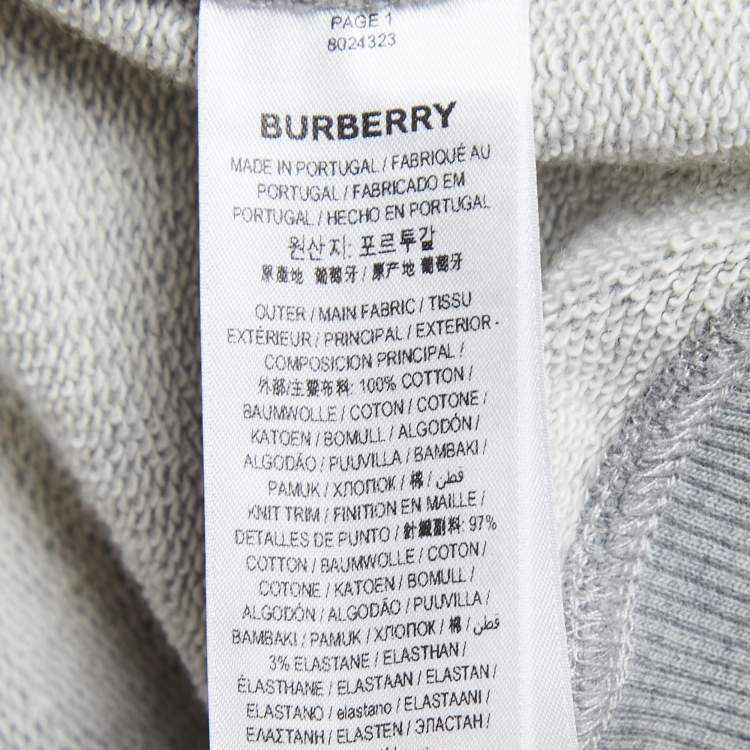 PAGE 1
8024323
BURBERRY
MADE IN PORTUGAL / FABRIQUÉ AU
PORTUGAL / FABRICADO EM
PORTUGAL / HECHO EN PORTUGAL
원산지: 포르투갈
原產地 葡萄牙 / 原产地 葡萄牙
OUTER / MAIN FABRIC / TISSU
EXTÉRIEUR / PRINCIPAL / EXTERIOR -
COMPOSICION PRINCIPAL /
外部/主要布料: 100% COTTON /
BAUMWOLLE / COTON / COTONE /
KATOEN / BOMULL / ALGODÓN /
ALGODÃO / PUUVILLA / BAMBAKI /
PAMUK / ХЛОПОК / 棉 / قطن /
KNIT TRIM / FINITION EN MAILLE /
DETALLES DE PUNTO / 針織副料: 97%
COTTON / BAUMWOLLE / COTON /
COTONE / KATOEN / BOMULL /
ALGODÓN / ALGODÃO / PUUVILLA /
BAMBAKI / PAMUK / ХЛОПОК / 棉 / قطن /
3% ELASTANE / ELASTHAN /
ÉLASTHANE / ELASTAAN / ELASTAN /
ELASTANO / elastano / ELASTAANI /
ΕΛΑΣΤΑΝΗ / ELASTEN / ЭЛАСТАН /